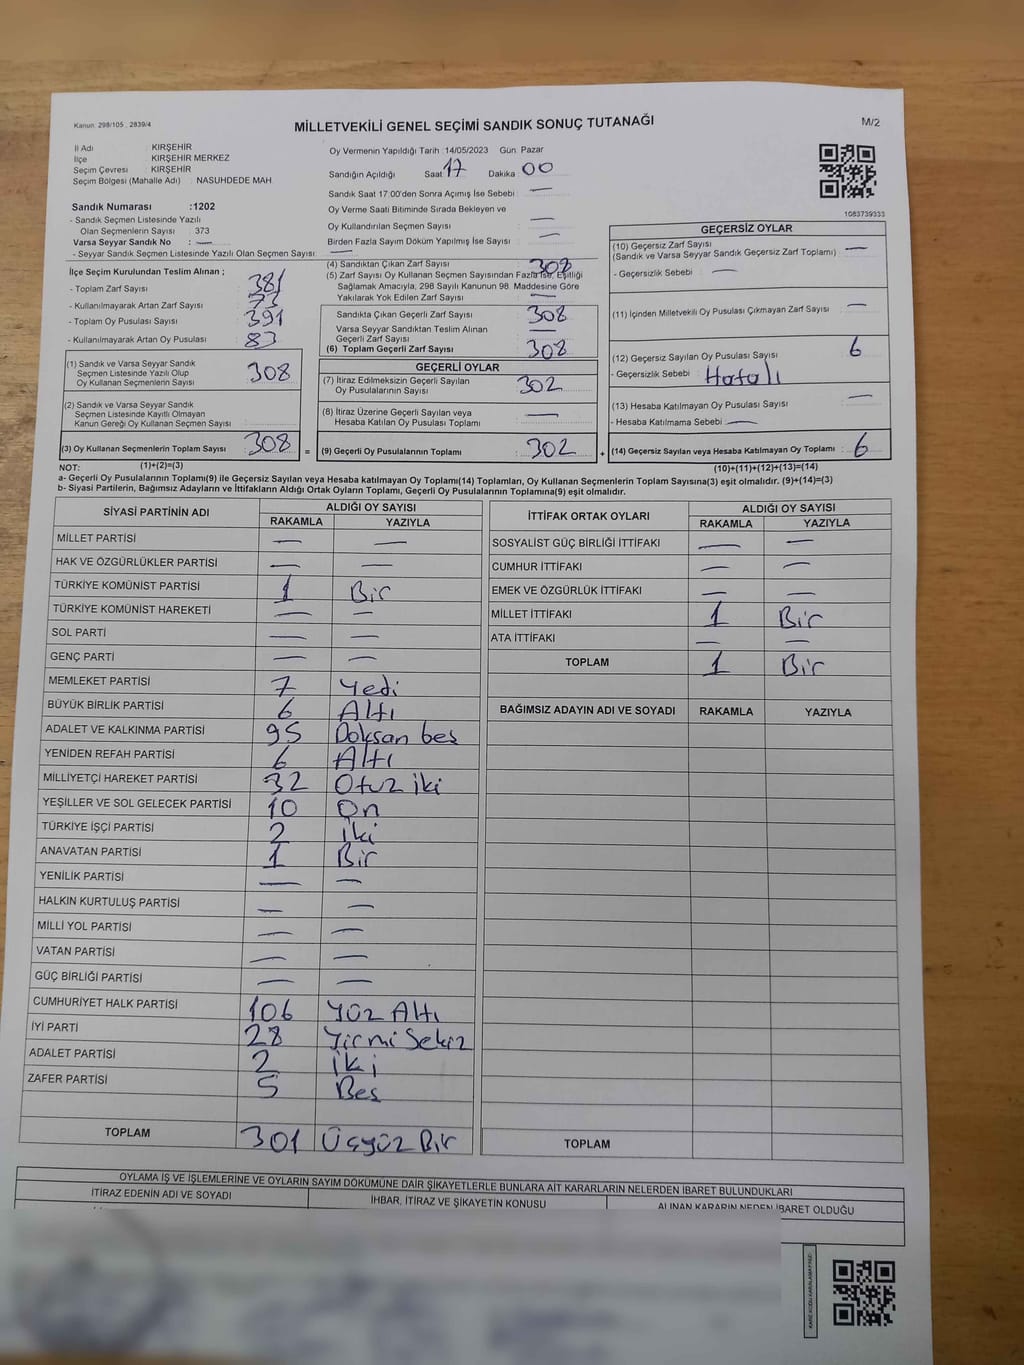 Kanun: 298/105 , 2839/4
MİLLETVEKİLİ GENEL SEÇİMİ SANDIK SONUÇ TUTANAĞI
M/2
İl Adı : KIRŞEHİR
İlçe : KIRŞEHİR MERKEZ
Seçim Çevresi : KIRŞEHİR
Seçim Bölgesi (Mahalle Adı) : NASUHDEDE MAH
Sandık Numarası :1202
- Sandık Seçmen Listesinde Yazılı
Olan Seçmenlerin Sayısı : 373
Varsa Seyyar Sandık No : —
- Seyyar Sandık Seçmen Listesinde Yazılı Olan Seçmen Sayısı : —
Oy Vermenin Yapıldığı Tarih :14/05/2023 Gün: Pazar
Sandığın Açıldığı Saat 17 Dakika 00
Sandık Saat 17:00'den Sonra Açımış İse Sebebi : —
Oy Verme Saati Bitiminde Sırada Bekleyen ve
Oy Kullandırılan Seçmen Sayısı : —
Birden Fazla Sayım Döküm Yapılmış İse Sayısı : —
1083739333
İlçe Seçim Kurulundan Teslim Alınan ;
- Toplam Zarf Sayısı : 381
- Kullanılmayarak Artan Zarf Sayısı : 73
- Toplam Oy Pusulası Sayısı : 391
- Kullanılmayarak Artan Oy Pusulası : 83
(1) Sandık ve Varsa Seyyar Sandık
Seçmen Listesinde Yazılı Olup
Oy Kullanan Seçmenlerin Sayısı : 308
(2) Sandık ve Varsa Seyyar Sandık
Seçmen Listesinde Kayıtlı Olmayan
Kanun Gereği Oy Kullanan Seçmen Sayısı :
(3) Oy Kullanan Seçmenlerin Toplam Sayısı : 308
(4) Sandıktan Çıkan Zarf Sayısı : 308
(5) Zarf Sayısı Oy Kullanan Seçmen Sayısından Fazla İse, Eşitliği
Sağlamak Amacıyla, 298 Sayılı Kanunun 98. Maddesine Göre
Yakılarak Yok Edilen Zarf Sayısı : —
Sandıkta Çıkan Geçerli Zarf Sayısı : 308
Varsa Seyyar Sandıktan Teslim Alınan
Geçerli Zarf Sayısı : —
(6) Toplam Geçerli Zarf Sayısı : 308
GEÇERLİ OYLAR
(7) İtiraz Edilmeksizin Geçerli Sayılan
Oy Pusulalarının Sayısı : 302
(8) İtiraz Üzerine Geçerli Sayılan veya
Hesaba Katılan Oy Pusulası Toplamı : —
= (9) Geçerli Oy Pusulalarının Toplamı : 302 +
GEÇERSİZ OYLAR
(10) Geçersiz Zarf Sayısı : —
(Sandık ve Varsa Seyyar Sandık Geçersiz Zarf Toplamı)
- Geçersizlik Sebebi : —
(11) İçinden Milletvekili Oy Pusulası Çıkmayan Zarf Sayısı : —
(12) Geçersiz Sayılan Oy Pusulası Sayısı : 6
- Geçersizlik Sebebi : Hatalı
(13) Hesaba Katılmayan Oy Pusulası Sayısı : —
- Hesaba Katılmama Sebebi : —
(14) Geçersiz Sayılan veya Hesaba Katılmayan Oy Toplamı : 6
NOT: (1)+(2)=(3)
(10)+(11)+(12)+(13)=(14)
a- Geçerli Oy Pusulasının Toplamı(9) ile Geçersiz Sayılan veya Hesaba katılmayan Oy Toplamı(14) Toplamları, Oy Kullanan Seçmenlerin Toplam Sayısına(3) eşit olmalıdır. (9)+(14)=(3)
b- Siyasi Partilerin, Bağımsız Adayların ve İttifakların Aldığı Ortak Oyların Toplamı, Geçerli Oy Pusulalarının Toplamına(9) eşit olmalıdır.
SİYASİ PARTİNİN ADI ALDIĞI OY SAYISI
RAKAMLA YAZIYLA
MİLLET PARTİSİ — —
HAK VE ÖZGÜRLÜKLER PARTİSİ — —
TÜRKİYE KOMÜNİST PARTİSİ 1 Bir
TÜRKİYE KOMÜNİST HAREKETİ — —
SOL PARTİ — —
GENÇ PARTİ — —
MEMLEKET PARTİSİ 7 Yedi
BÜYÜK BİRLİK PARTİSİ 6 Altı
ADALET VE KALKINMA PARTİSİ 95 Doksan beş
YENİDEN REFAH PARTİSİ 6 Altı
MİLLİYETÇİ HAREKET PARTİSİ 32 Otuz iki
YEŞİLLER VE SOL GELECEK PARTİSİ 10 On
TÜRKİYE İŞÇİ PARTİSİ 2 iki
ANAVATAN PARTİSİ 1 Bir
YENİLİK PARTİSİ — —
HALKIN KURTULUŞ PARTİSİ — —
MİLLİ YOL PARTİSİ — —
VATAN PARTİSİ — —
GÜÇ BİRLİĞİ PARTİSİ — —
CUMHURİYET HALK PARTİSİ 106 Yüz Altı
İYİ PARTİ 28 Yirmi Sekiz
ADALET PARTİSİ 2 İki
ZAFER PARTİSİ 5 Beş
TOPLAM 301 Üçyüz Bir
İTTİFAK ORTAK OYLARI ALDIĞI OY SAYISI
RAKAMLA YAZIYLA
SOSYALİST GÜÇ BİRLİĞİ İTTİFAKI — —
CUMHUR İTTİFAKI — —
EMEK VE ÖZGÜRLÜK İTTİFAKI — —
MİLLET İTTİFAKI 1 Bir
ATA İTTİFAKI — —
TOPLAM 1 Bir
BAĞIMSIZ ADAYIN ADI VE SOYADI RAKAMLA YAZIYLA
TOPLAM
OYLAMA İŞ VE İŞLEMLERİNE VE OYLARIN SAYIM DÖKÜMÜNE DAİR ŞİKAYETLERLE BUNLARA AİT KARARLARIN NELERDEN İBARET BULUNDUKLARI
İTİRAZ EDENİN ADI VE SOYADI İHBAR, İTİRAZ VE ŞİKAYETİN KONUSU ALINAN KARARIN NEDEN İBARET OLDUĞU